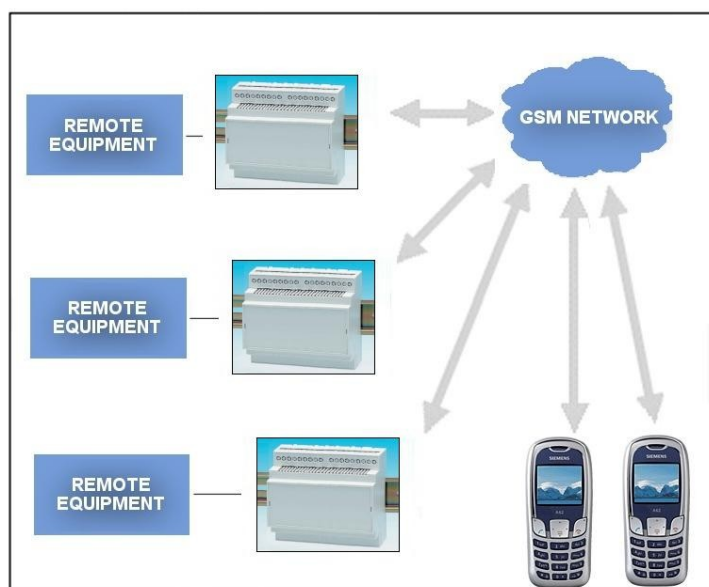 REMOTE
EQUIPMENT
GSM NETWORK
REMOTE
EQUIPMENT
REMOTE
EQUIPMENT
SIEMENS
SIEMENS